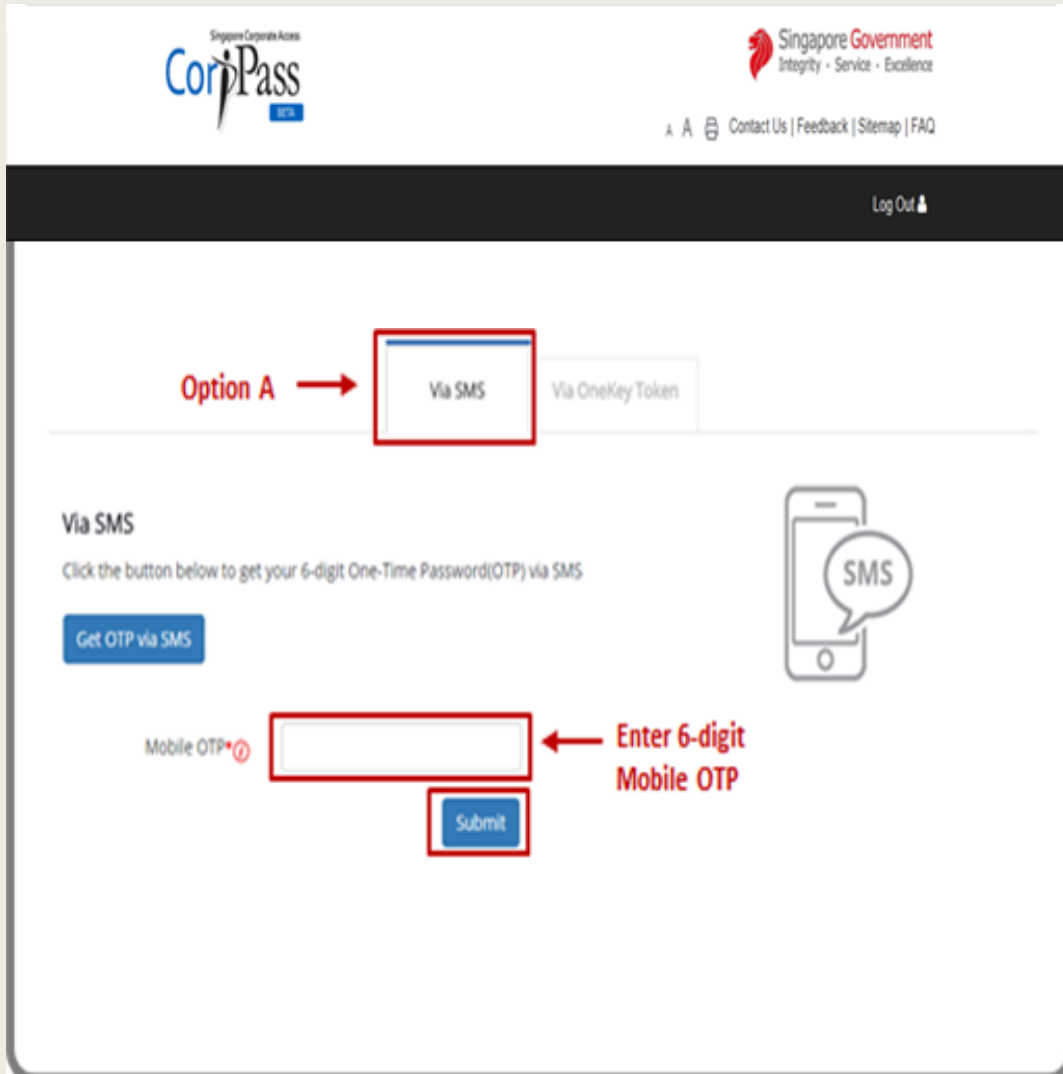 Singapore Corporate Access
CorpPass
BETA
Singapore Government
Integrity · Service · Excellence
A A Contact Us | Feedback | Sitemap | FAQ
Log Out
Option A
Via SMS
Via OneKey Token
Via SMS
Click the button below to get your 6-digit One-Time Password(OTP) via SMS
SMS
Get OTP via SMS
Mobile OTP*
Enter 6-digit
Mobile OTP
Submit